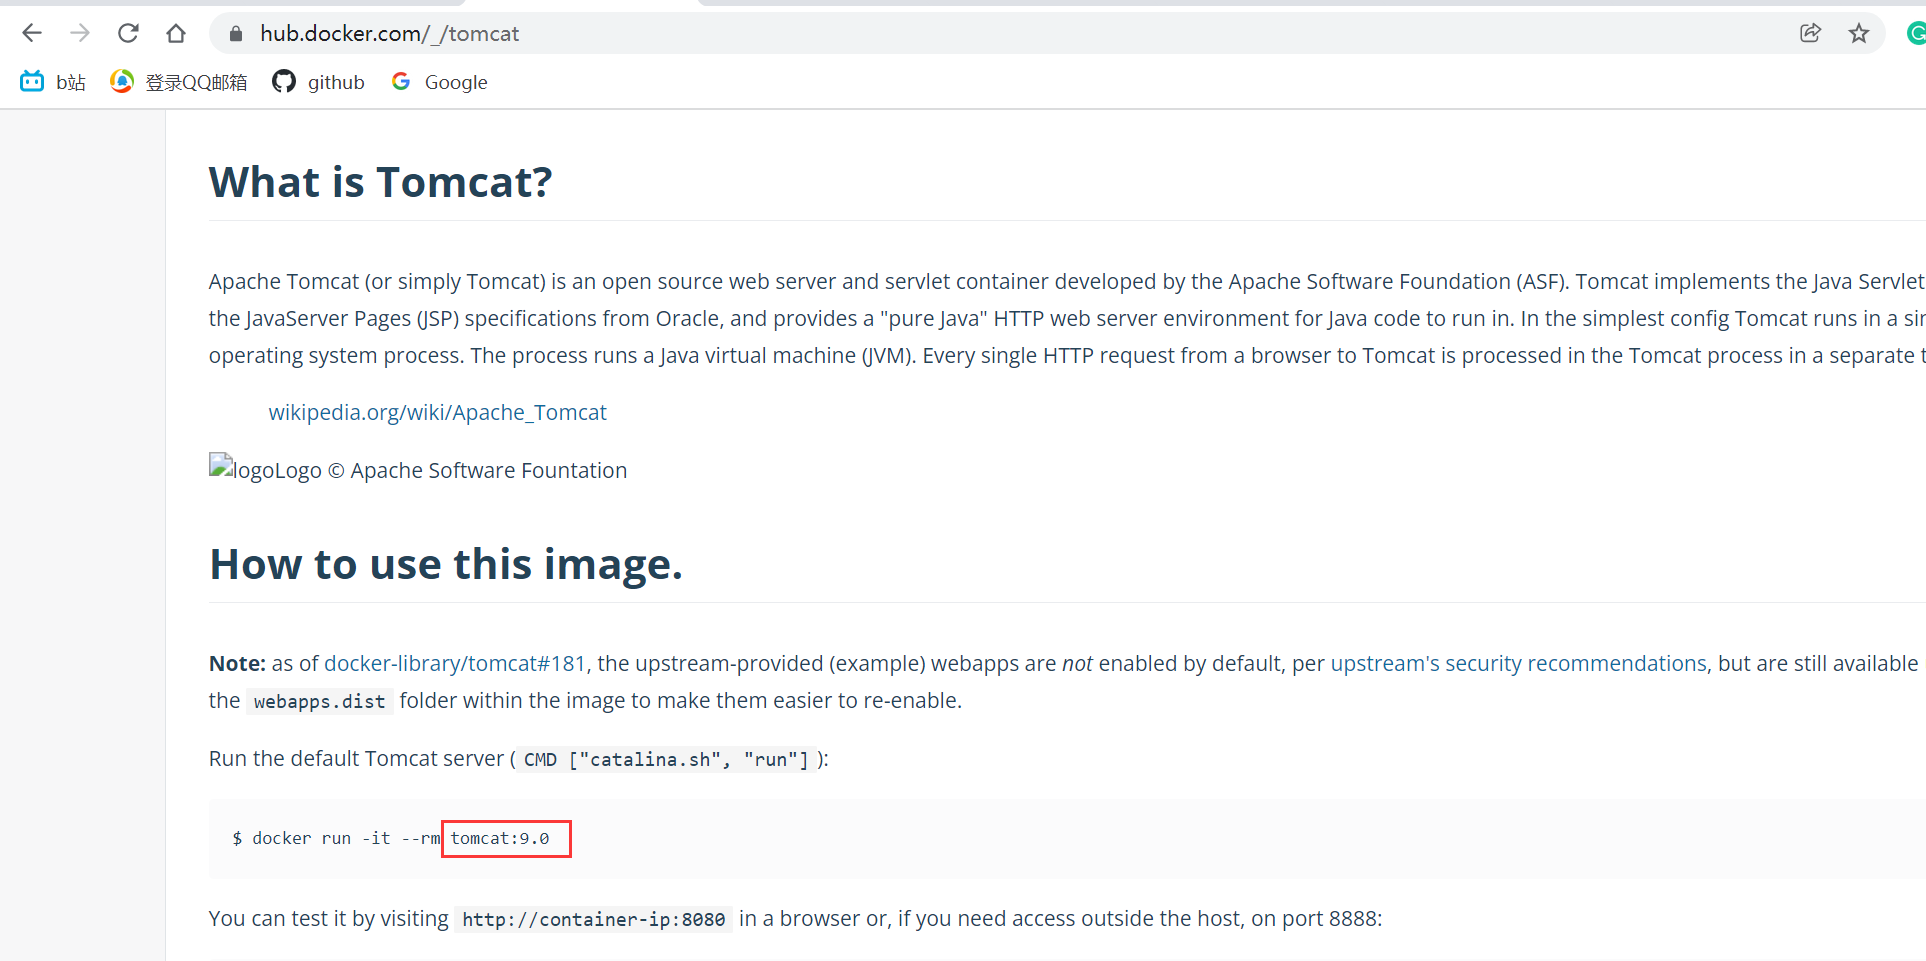 hub.docker.com/_/tomcat
b站 登录QQ邮箱 github Google
What is Tomcat?
Apache Tomcat (or simply Tomcat) is an open source web server and servlet container developed by the Apache Software Foundation (ASF). Tomcat implements the Java Servlet
the JavaServer Pages (JSP) specifications from Oracle, and provides a "pure Java" HTTP web server environment for Java code to run in. In the simplest config Tomcat runs in a
operating system process. The process runs a Java virtual machine (JVM). Every single HTTP request from a browser to Tomcat is processed in the Tomcat process in a separate
wikipedia.org/wiki/Apache_Tomcat
logoLogo © Apache Software Fountation
How to use this image.
Note: as of docker-library/tomcat#181, the upstream-provided (example) webapps are not enabled by default, per upstream's security recommendations, but are still available
the webapps.dist folder within the image to make them easier to re-enable.
Run the default Tomcat server ( CMD ["catalina.sh", "run"] ):
$ docker run -it --rm tomcat:9.0
You can test it by visiting http://container-ip:8080 in a browser or, if you need access outside the host, on port 8888: